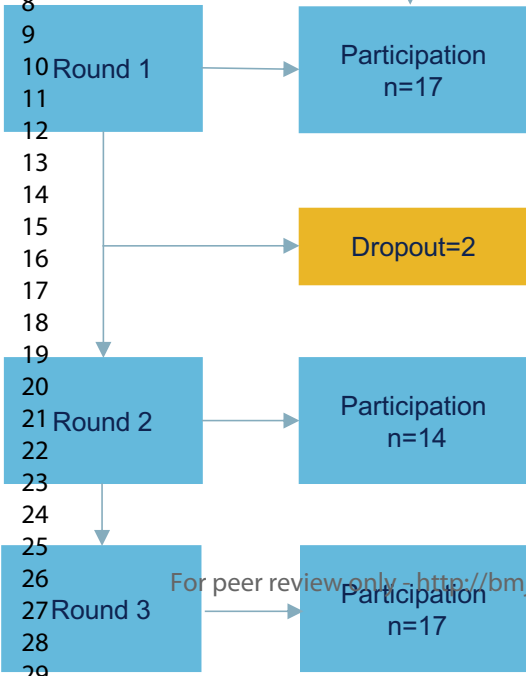 8
9
10 Round 1
Participation
n=17
11
12
13
14
15
Dropout=2
16
17
18
19
20
21 Round 2
Participation
n=14
22
23
24
25
26
For peer review only - http://bmj
27 Round 3
Participation
n=17
28
29